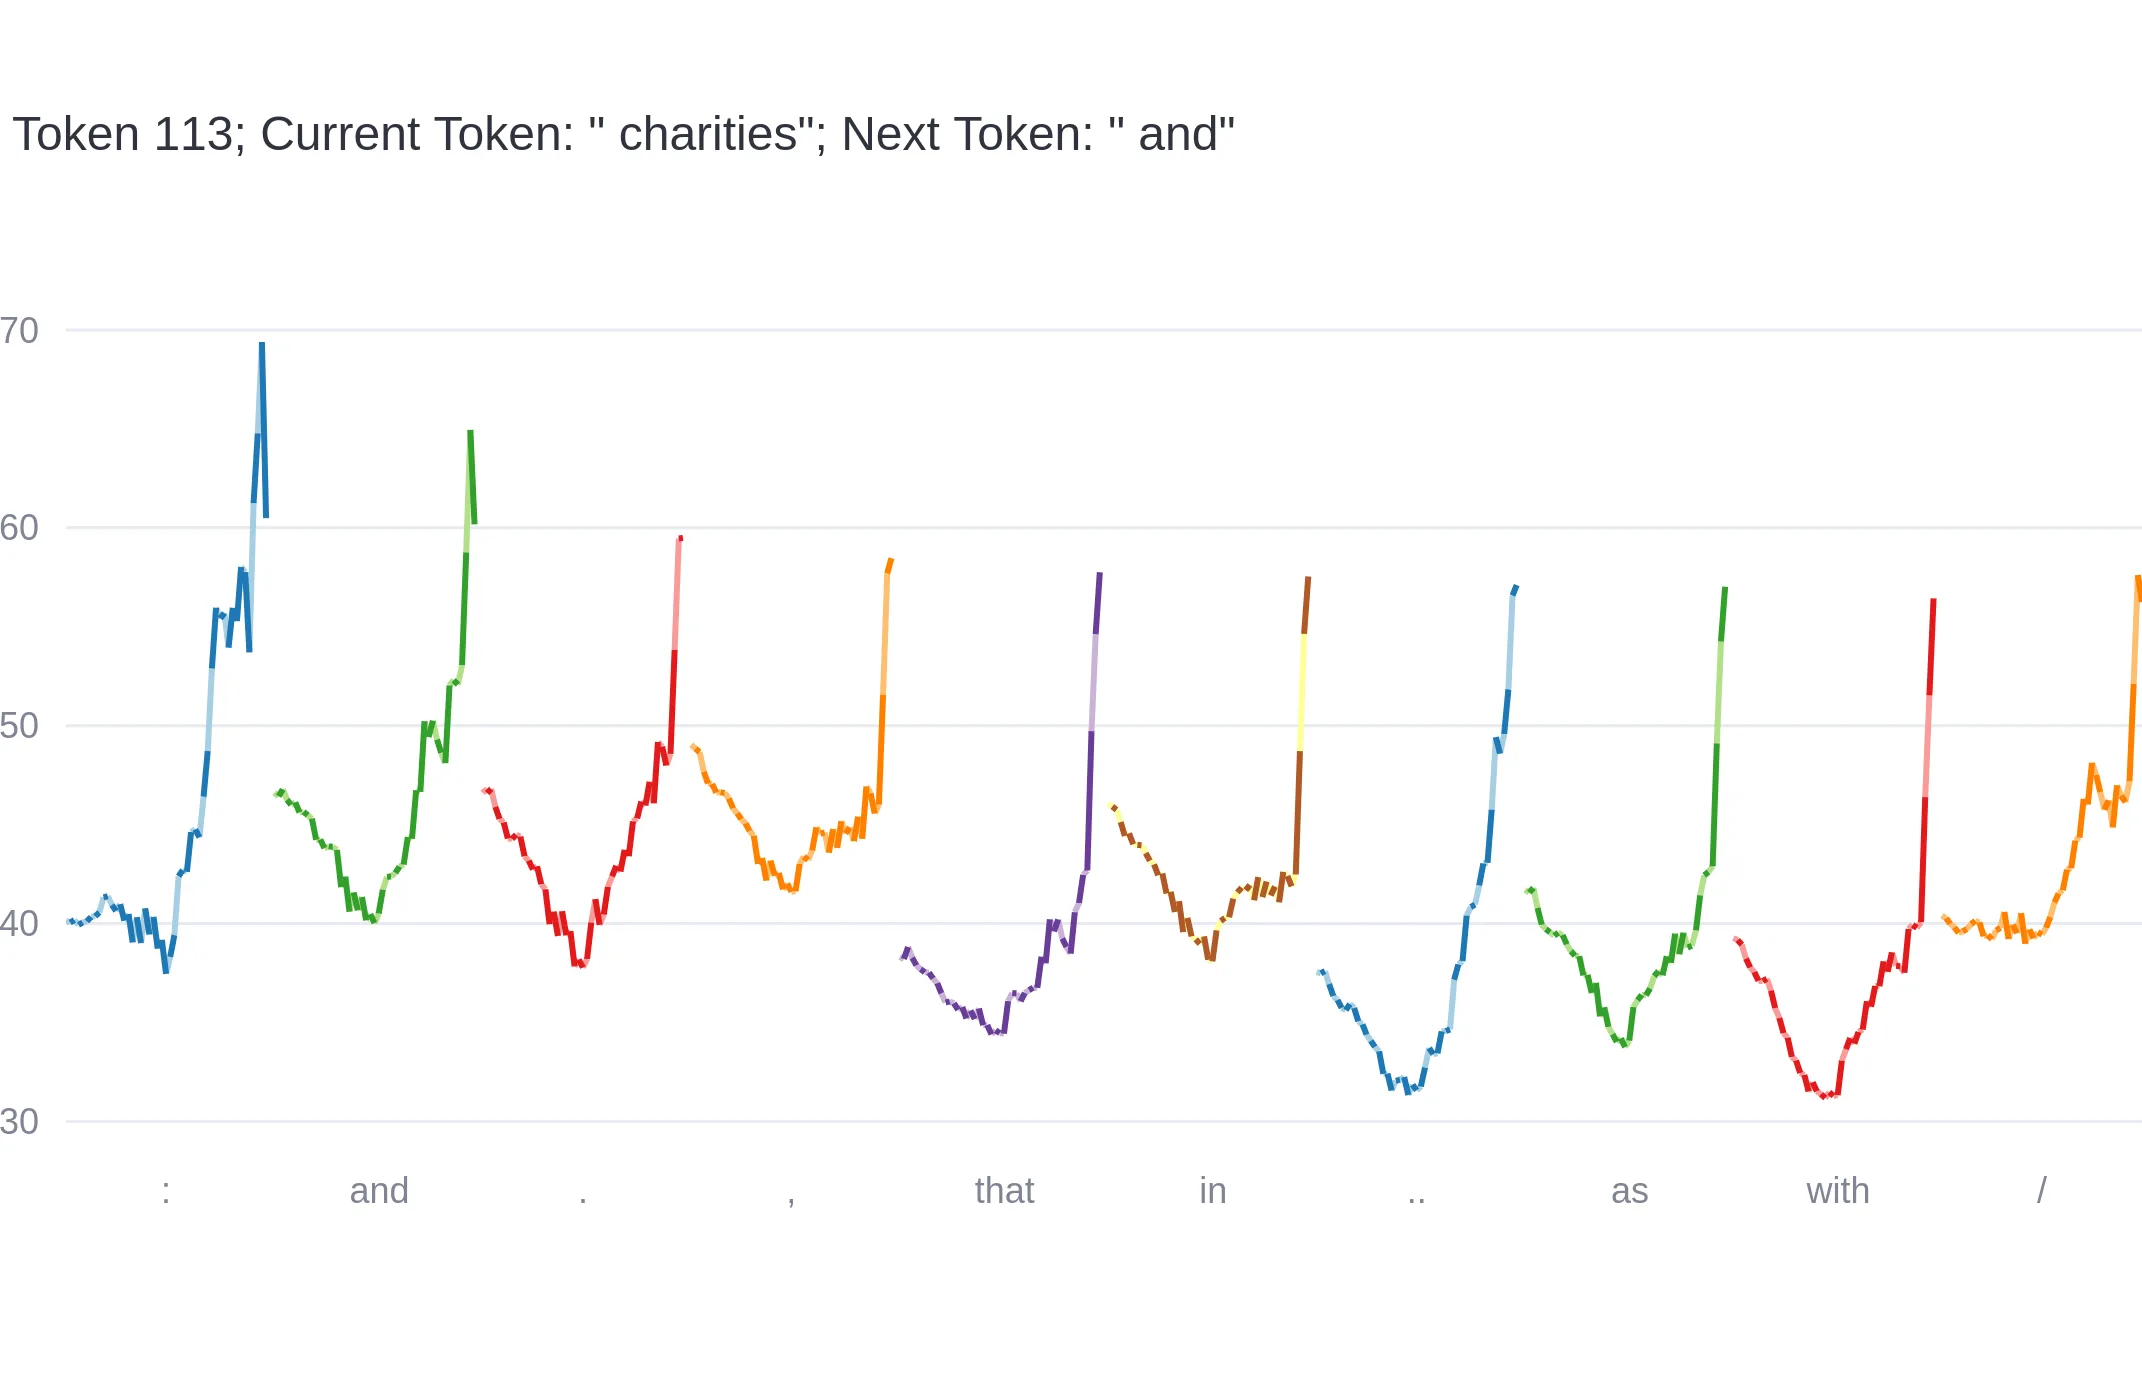 Token 113; Current Token: " charities"; Next Token: " and"
70
60
50
40
30
: and . , that in .. as with /